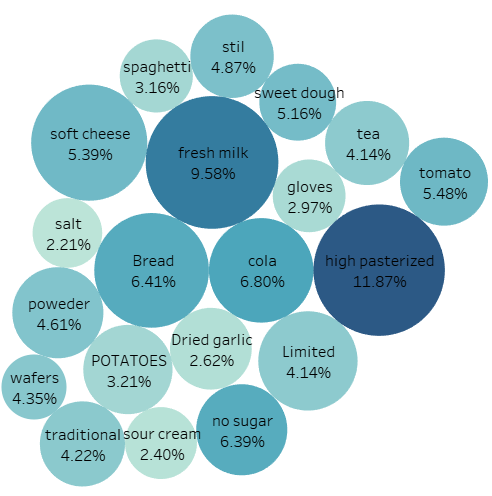 stil
4.87%
spaghetti
3.16%
sweet dough
5.16%
soft cheese
5.39%
fresh milk
9.58%
tea
4.14%
tomato
5.48%
gloves
2.97%
salt
2.21%
Bread
6.41%
cola
6.80%
high pasterized
11.87%
poweder
4.61%
Dried garlic
2.62%
Limited
4.14%
POTATOES
3.21%
wafers
4.35%
traditional
4.22%
sour cream
2.40%
no sugar
6.39%